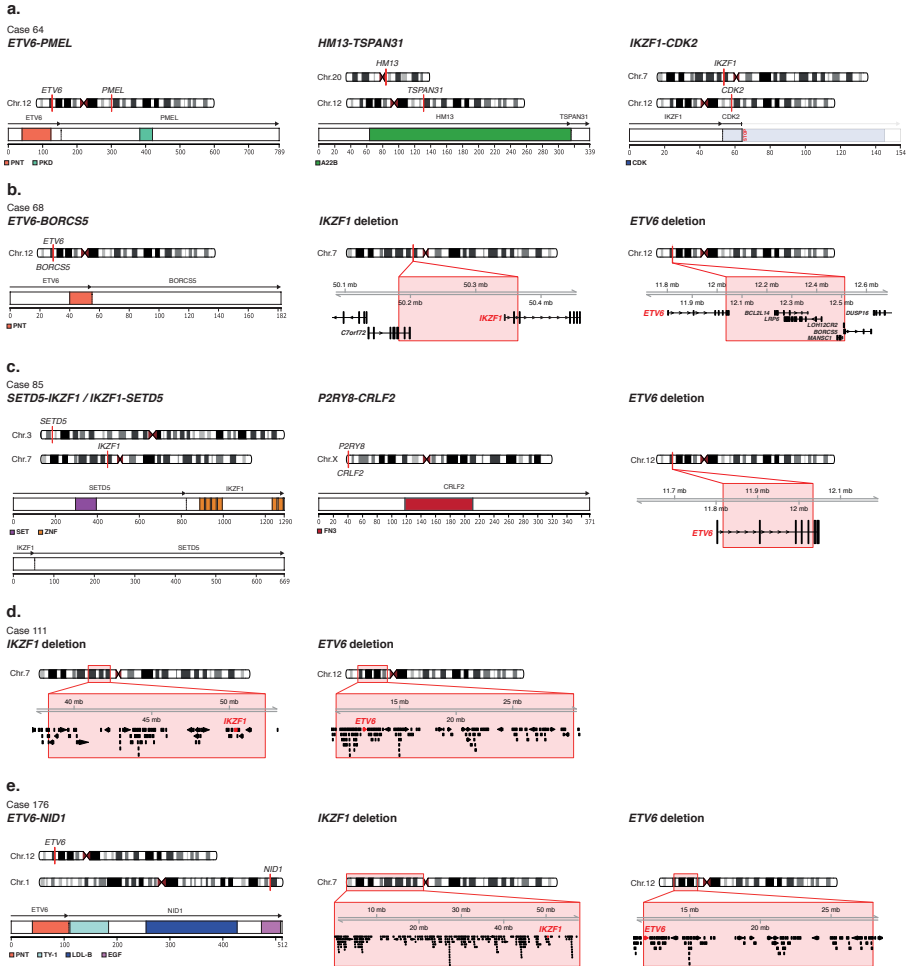 a.
Case 64
ETV6-PMEL
HM13-TSPAN31
IKZF1-CDK2
ETV6 PMEL
Chr.12
ETV6 PMEL
0 100 200 300 400 500 600 700 789
PNT PKD
HM13
Chr.20
TSPAN31
Chr.12
HM13 TSPAN31
0 20 40 60 80 100 120 140 160 180 200 220 240 260 280 300 339
A22B
IKZF1
Chr.7
CDK2
Chr.12
IKZF1 CDK2
STOP
0 20 40 60 80 100 120 154
CDK
b.
Case 68
ETV6-BORCS5
IKZF1 deletion
ETV6 deletion
ETV6
Chr.12
BORCS5
ETV6 BORCS5
0 20 40 60 80 100 120 140 160 182
PNT
Chr.7
50.1 mb 50.3 mb
50.2 mb 50.4 mb
IKZF1
C7orf72
Chr.12
11.8 mb 12 mb 12.2 mb 12.4 mb 12.6 mb
11.9 mb 12.1 mb 12.3 mb 12.5 mb
ETV6 BCL2L14 DUSP16
LRP6
LOH12CR2
BORCS5
MANSC1
c.
Case 85
SETD5-IKZF1 / IKZF1-SETD5
P2RY8-CRLF2
ETV6 deletion
SETD5
Chr.3
IKZF1
Chr.7
SETD5 IKZF1
0 200 400 600 800 1000 1290
SET ZNF
IKZF1 SETD5
0 100 200 300 400 500 669
P2RY8
Chr.X
CRLF2
CRLF2
0 20 40 60 80 100 120 140 160 180 200 220 240 260 280 300 320 340 371
FN3
Chr.12
11.7 mb 11.9 mb 12.1 mb
11.8 mb 12 mb
ETV6
d.
Case 111
IKZF1 deletion
ETV6 deletion
Chr.7
40 mb 50 mb
45 mb
IKZF1
Chr.12
15 mb 25 mb
20 mb
ETV6
e.
Case 176
ETV6-NID1
IKZF1 deletion
ETV6 deletion
ETV6
Chr.12
NID1
Chr.1
ETV6 NID1
0 100 200 300 400 512
PNT TY-1 LDL-B EGF
Chr.7
10 mb 30 mb 50 mb
20 mb 40 mb
IKZF1
Chr.12
15 mb 25 mb
20 mb
ETV6